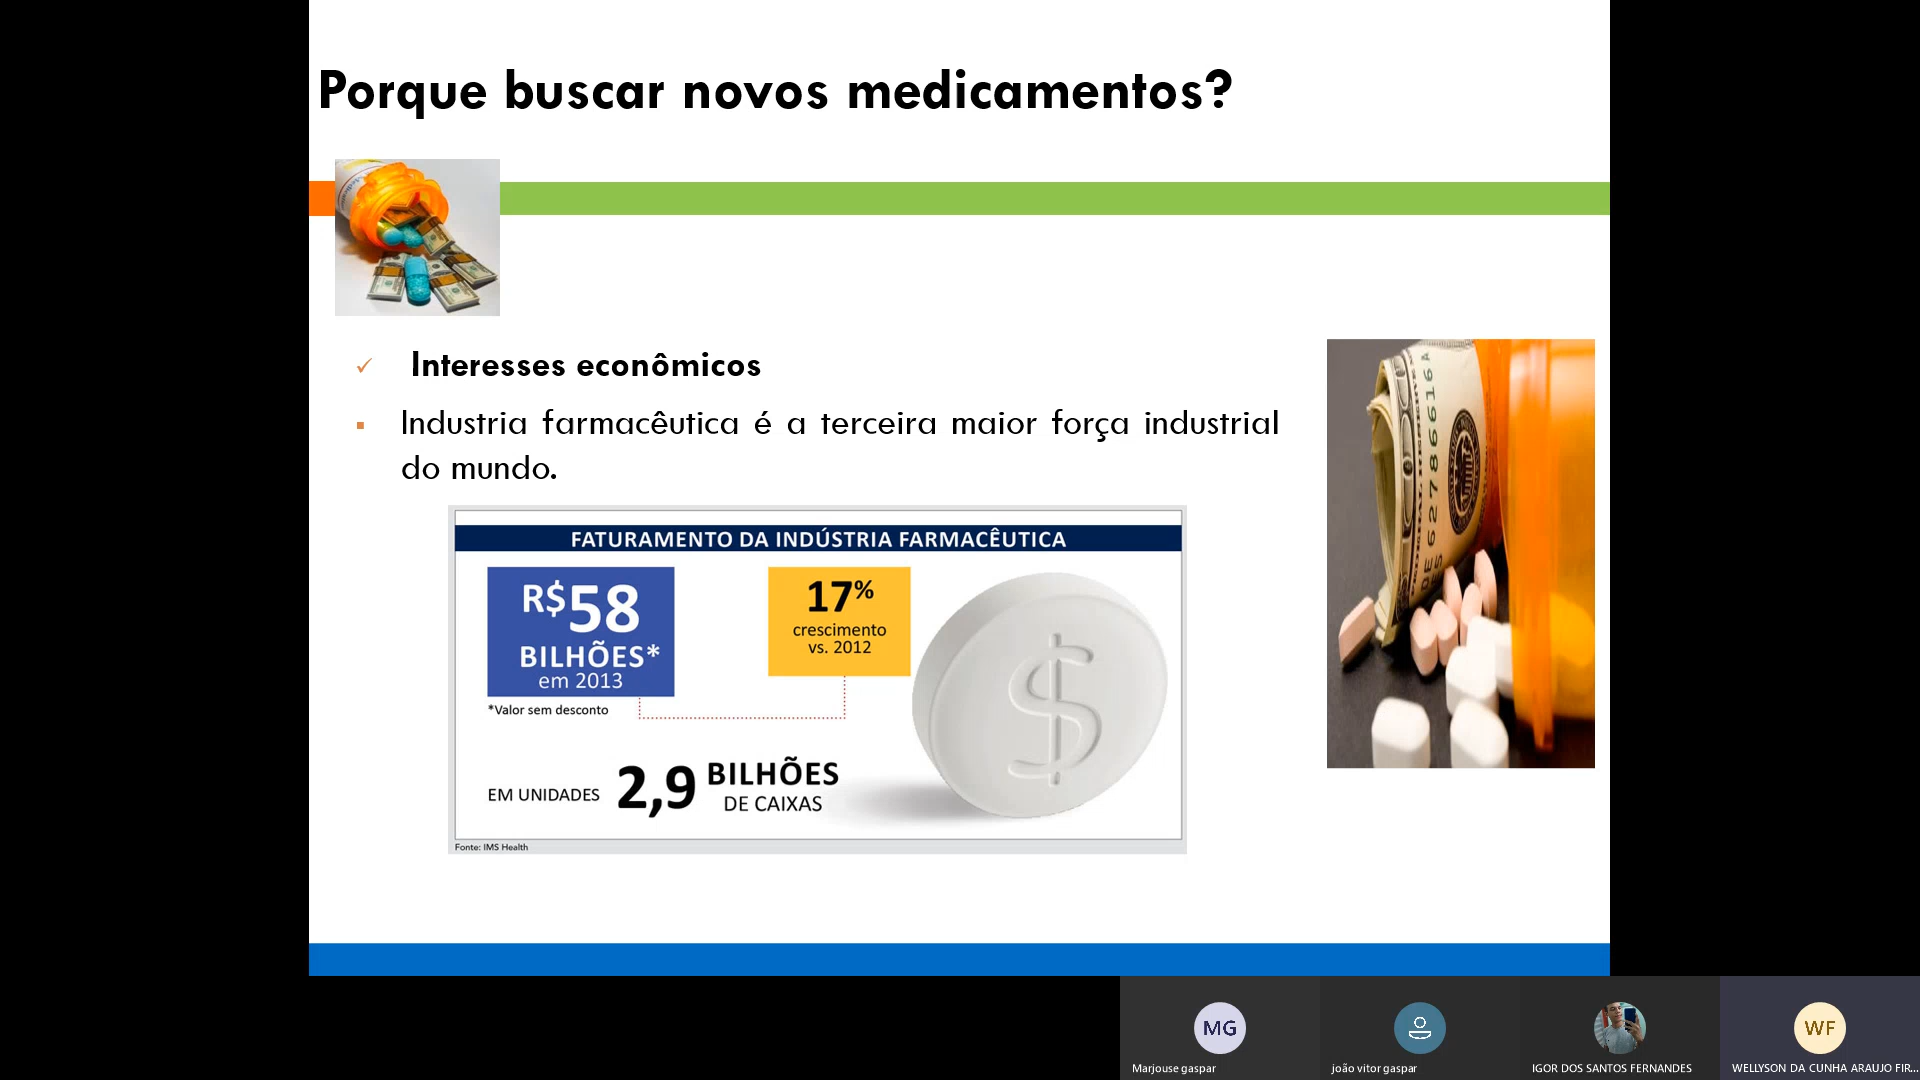 Porque buscar novos medicamentos?
Interesses econômicos
Industria farmacêutica é a terceira maior força industrial
do mundo.
FATURAMENTO DA INDÚSTRIA FARMACÊUTICA
R$58
BILHÕES*
em 2013
*Valor sem desconto
17%
crescimento
vs. 2012
EM UNIDADES 2,9 BILHÕES
DE CAIXAS
Fonte: IMS Health
MG
Marjouse gaspar
joão vitor gaspar
IGOR DOS SANTOS FERNANDES
WF
WELLYSON DA CUNHA ARAUJO FIR...